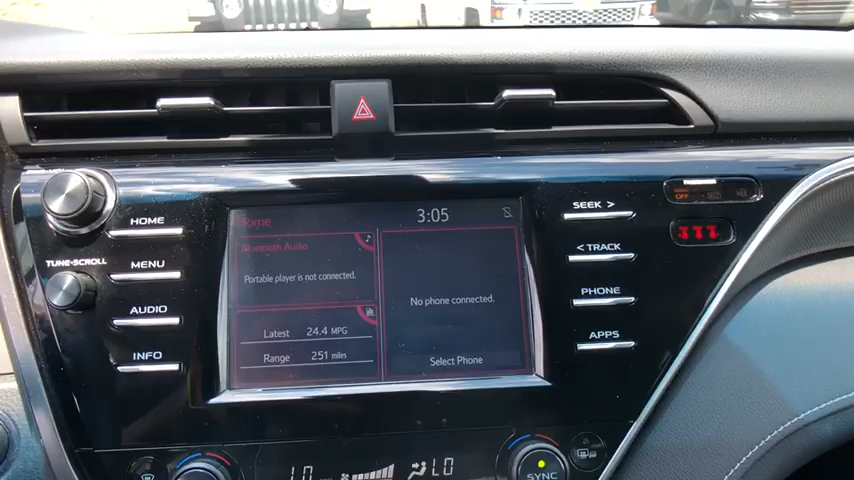 HOME
MENU
AUDIO
INFO
TUNE•SCROLL
Home
3:05
Bluetooth Audio
Portable player is not connected.
Latest 24.4 MPG
Range 251 miles
No phone connected.
Select Phone
SEEK >
< TRACK
PHONE
APPS
OFF
LO
LO
SYNC